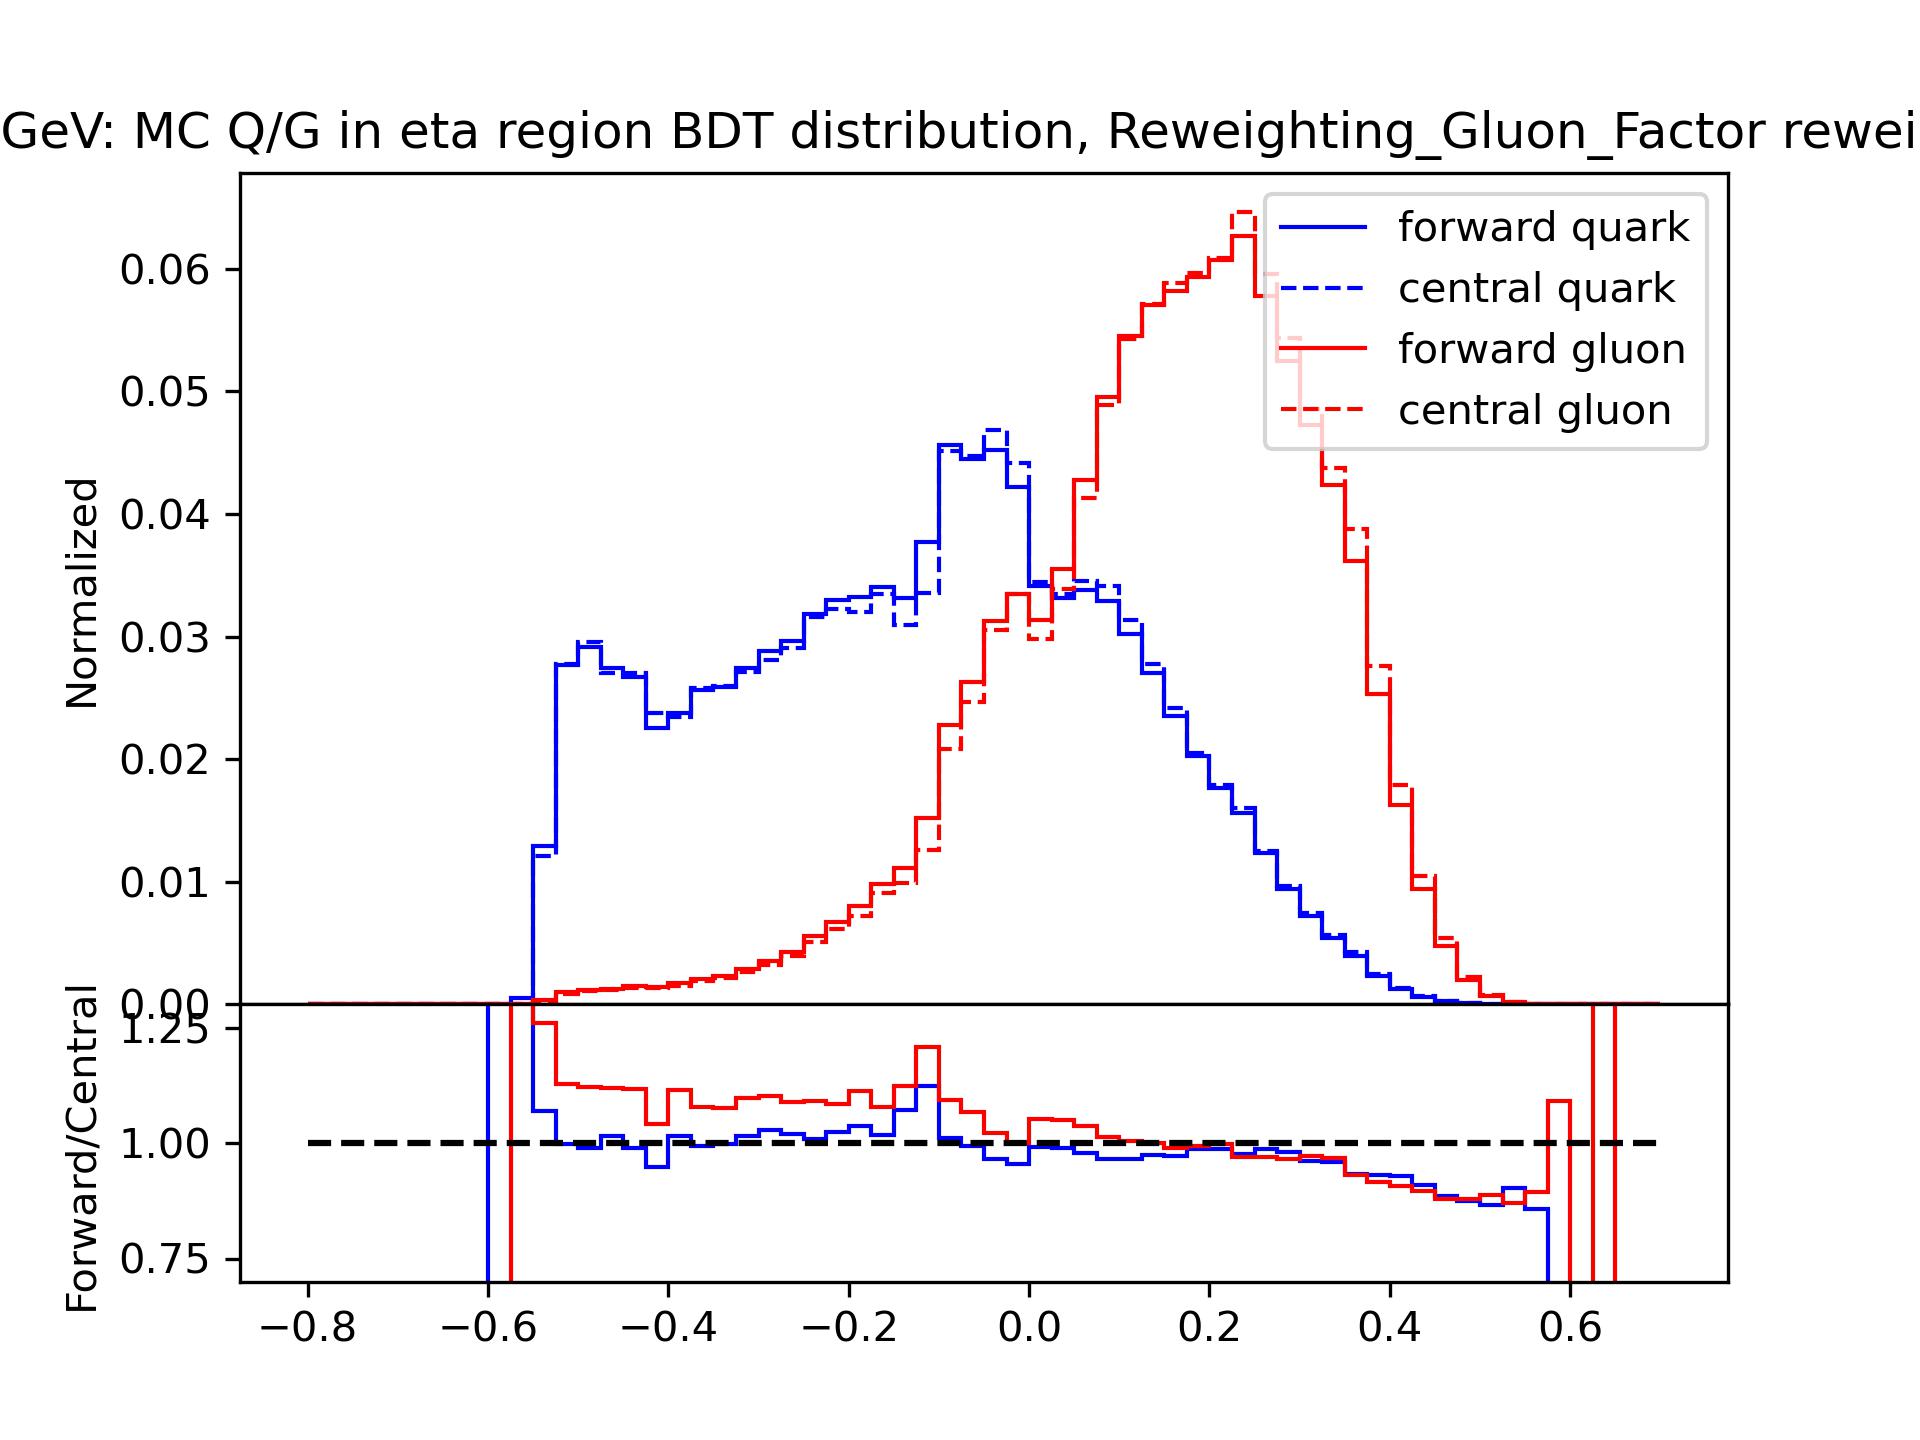 GeV: MC Q/G in eta region BDT distribution, Reweighting_Gluon_Factor rewei
forward quark
central quark
forward gluon
central gluon
Normalized
0.06
0.05
0.04
0.03
0.02
0.01
0.00
Forward/Central
1.25
1.00
0.75
−0.8 −0.6 −0.4 −0.2 0.0 0.2 0.4 0.6